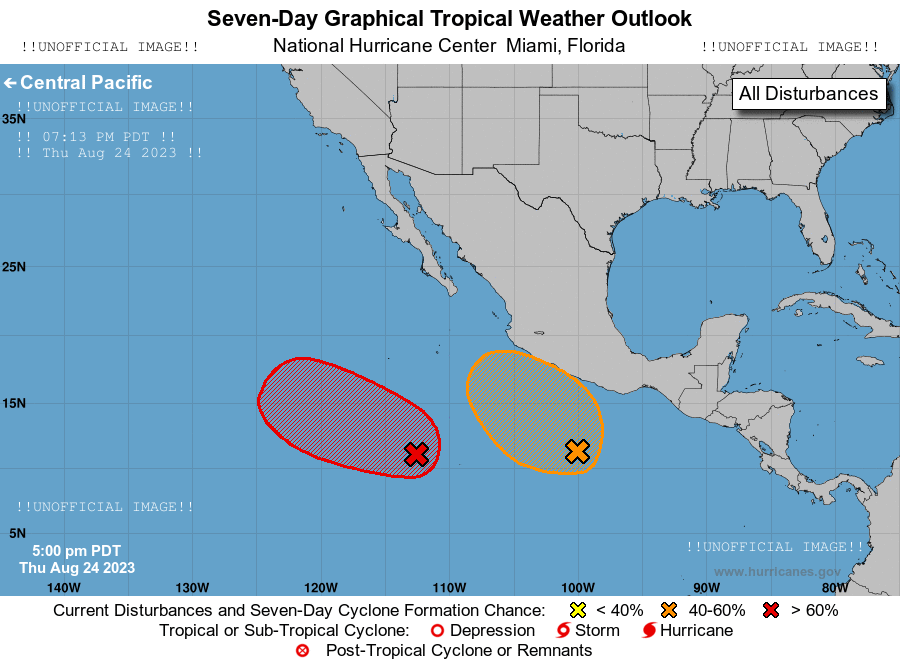 Seven-Day Graphical Tropical Weather Outlook
!!UNOFFICIAL IMAGE!! National Hurricane Center Miami, Florida !!UNOFFICIAL IMAGE!!
Central Pacific
All Disturbances
!!UNOFFICIAL IMAGE!!
35N
!! 07:13 PM PDT !!
!! Thu Aug 24 2023 !!
25N
15N
!!UNOFFICIAL IMAGE!!
5N
5:00 pm PDT
!!UNOFFICIAL IMAGE!!
Thu Aug 24 2023
www.hurricanes.gov
140W 130W 120W 110W 100W 90W 80W
Current Disturbances and Seven-Day Cyclone Formation Chance: < 40% 40-60% > 60%
Tropical or Sub-Tropical Cyclone: Depression Storm Hurricane
Post-Tropical Cyclone or Remnants